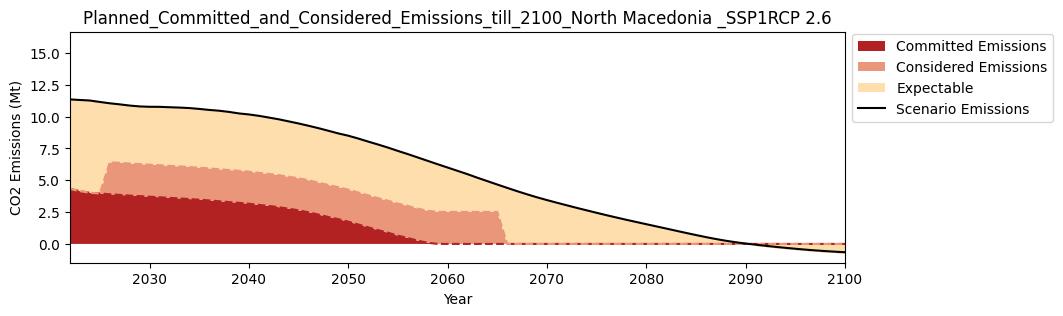 Planned_Committed_and_Considered_Emissions_till_2100_North Macedonia _SSP1RCP 2.6
CO2 Emissions (Mt)
15.0
12.5
10.0
7.5
5.0
2.5
0.0
2030 2040 2050 2060 2070 2080 2090 2100
Year
Committed Emissions
Considered Emissions
Expectable
Scenario Emissions